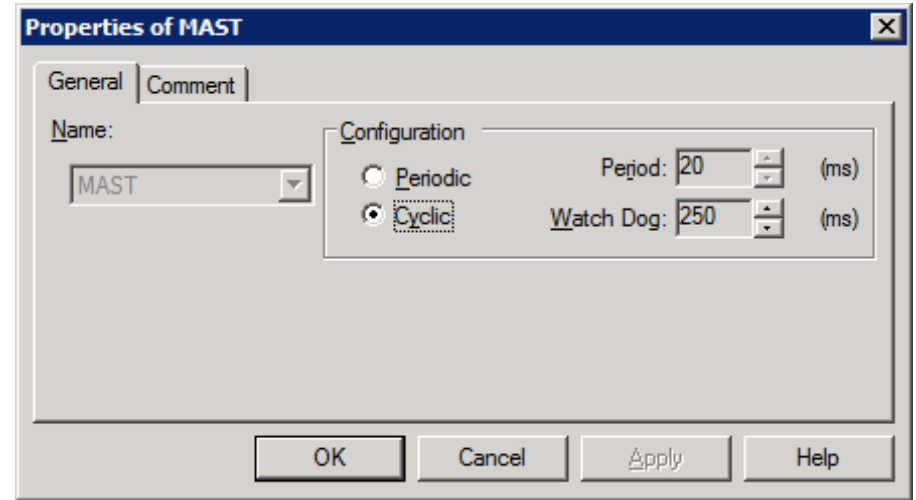 Properties of MAST
General Comment
Name:
MAST
Configuration
Periodic
Cyclic
Period: 20 (ms)
Watch Dog: 250 (ms)
OK Cancel Apply Help